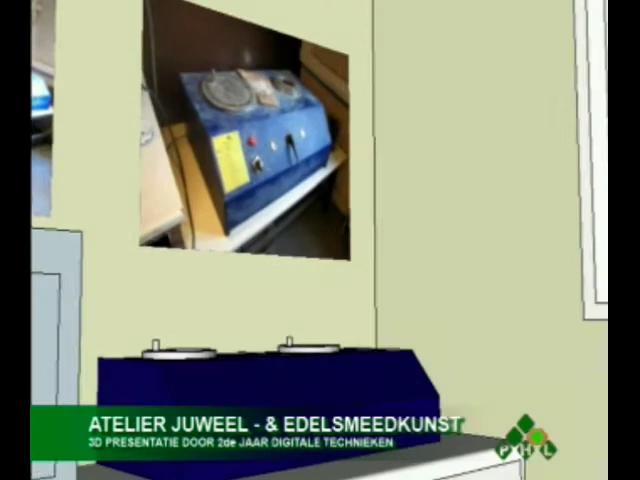 ATELIER JUWEEL - & EDELSMEEDKUNST
3D PRESENTATIE DOOR 2de JAAR DIGITALE TECHNIEKEN
PHL